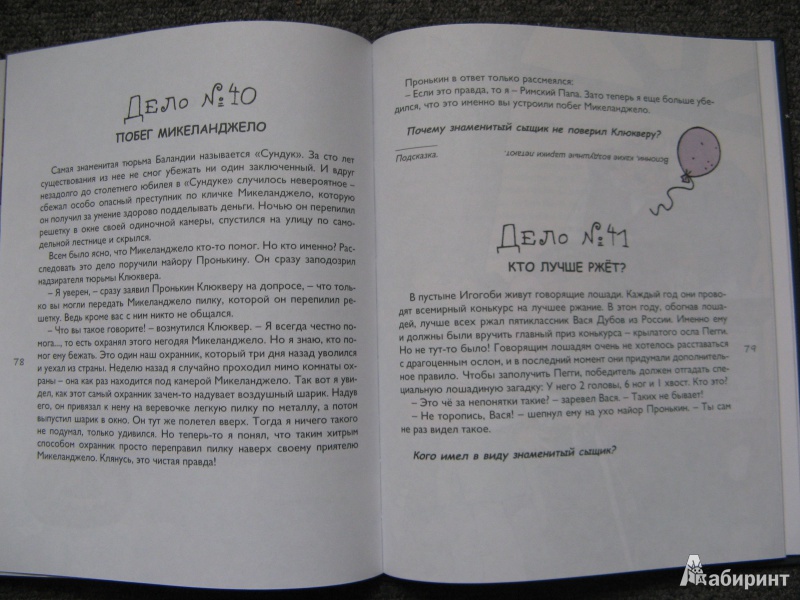 Дело №40
ПОБЕГ МИКЕЛАНДЖЕЛО
Самая знаменитая тюрьма Баландии называется «Сундук». За сто лет
существования из нее не смог убежать ни один заключенный. И вдруг
незадолго до столетнего юбилея в «Сундуке» случилось невероятное –
сбежал особо опасный преступник по кличке Микеланджело, которую
он получил за умение здорово подделывать деньги. Ночью он перепилил
решетку в окне своей одиночной камеры, спустился на улицу по само-
дельной лестнице и скрылся.
Всем было ясно, что Микеланджело кто-то помог. Но кто именно? Рас-
следовать это дело поручили майору Пронькину. Он сразу заподозрил
надзирателя тюрьмы Клюквера.
– Я уверен, – сразу заявил Пронькин Клюкверу на допросе, – что толь-
ко вы могли передать Микеланджело пилку, которой он перепилил ре-
шетку. Ведь кроме вас с ним никто не общался.
– Что вы такое говорите! – возмутился Клюквер. – Я всегда честно по-
мога..., то есть охранял этого негодяя Микеланджело! Но я знаю, кто по-
мог ему бежать. Это один наш охранник, который три дня назад уволился
и уехал из страны. Неделю назад я случайно проходил мимо комнаты ох-
раны – она как раз находится под камерой Микеланджело. Так вот я уви-
дел, как этот самый охранник зачем-то надувает воздушный шарик. Надув
его, он привязал к нему на веревочке легкую пилку по металлу, а потом
выпустил шарик в окно. Он тут же полетел вверх. Тогда я ничего такого
не подумал, только удивился. Но теперь-то я понял, что таким хитрым
способом охранник просто переправил пилку наверх своему приятелю
Микеланджело. Клянусь, это чистая правда!
78
Пронькин в ответ только рассмеялся:
– Если это правда, то я – Римский Папа. Зато теперь я еще больше убе-
дился, что это именно вы устроили побег Микеланджело.
Почему знаменитый сыщик не поверил Клюкверу?
Подсказка.
Вспомни, какие воздушные шарики летают.
Дело №41
КТО ЛУЧШЕ РЖЁТ?
В пустыне Игогоби живут говорящие лошади. Каждый год они прово-
дят всемирный конкурс на лучшее ржание. В этом году, обогнав лоша-
дей, лучше всех ржал пятиклассник Вася Дубов из России. Именно ему
и должны были вручить главный приз конкурса – крылатого осла Пегги.
Но не тут-то было! Говорящим лошадям очень не хотелось расставаться
с драгоценным ослом, и в последний момент они придумали дополнитель-
ное правило. Чтобы заполучить Пегги, победитель должен отгадать спе-
циальную лошадиную загадку: У него 2 головы, 6 ног и 1 хвост. Кто это?
– Это чё за непонятки такие! – заревел Вася. – Таких не бывает!
– Не торопись, Вася! – шепнул ему на ухо майор Пронькин. – Ты сам
не раз видел такое.
Кого имел в виду знаменитый сыщик?
79
Лабиринт